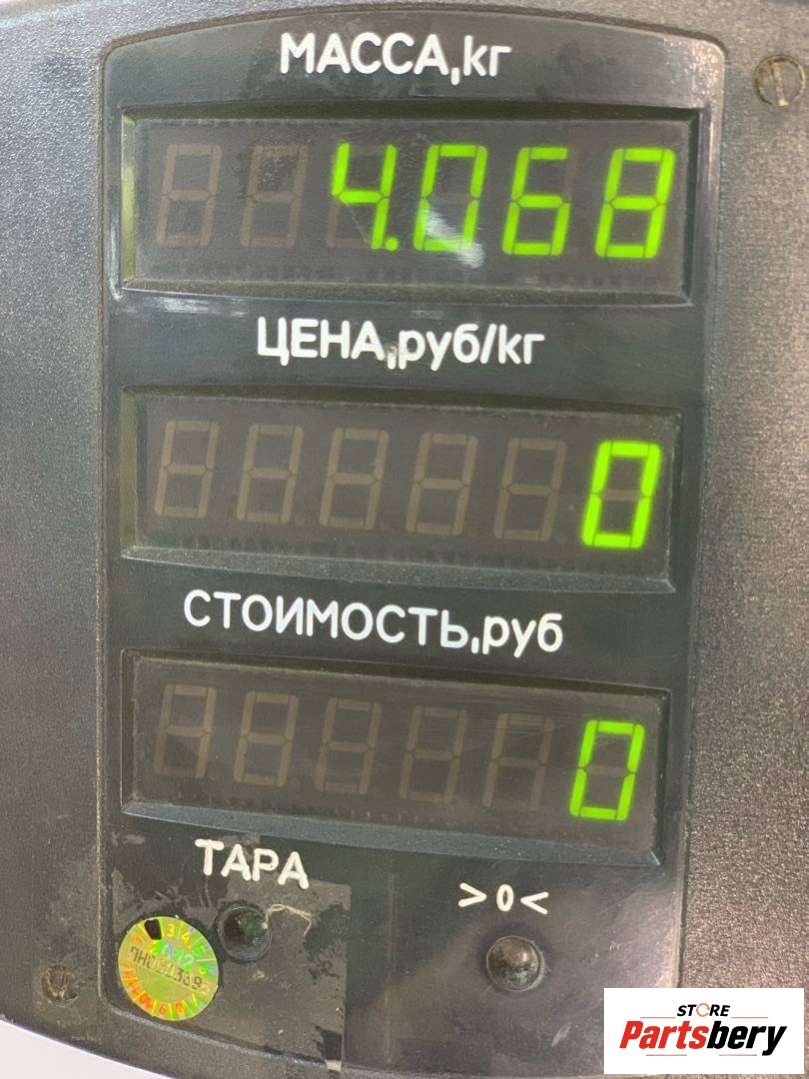 МАССА,кг
4.068
ЦЕНА,руб/кг
0
СТОИМОСТЬ,руб
0
ТАРА
>0<
STORE
Partsbery